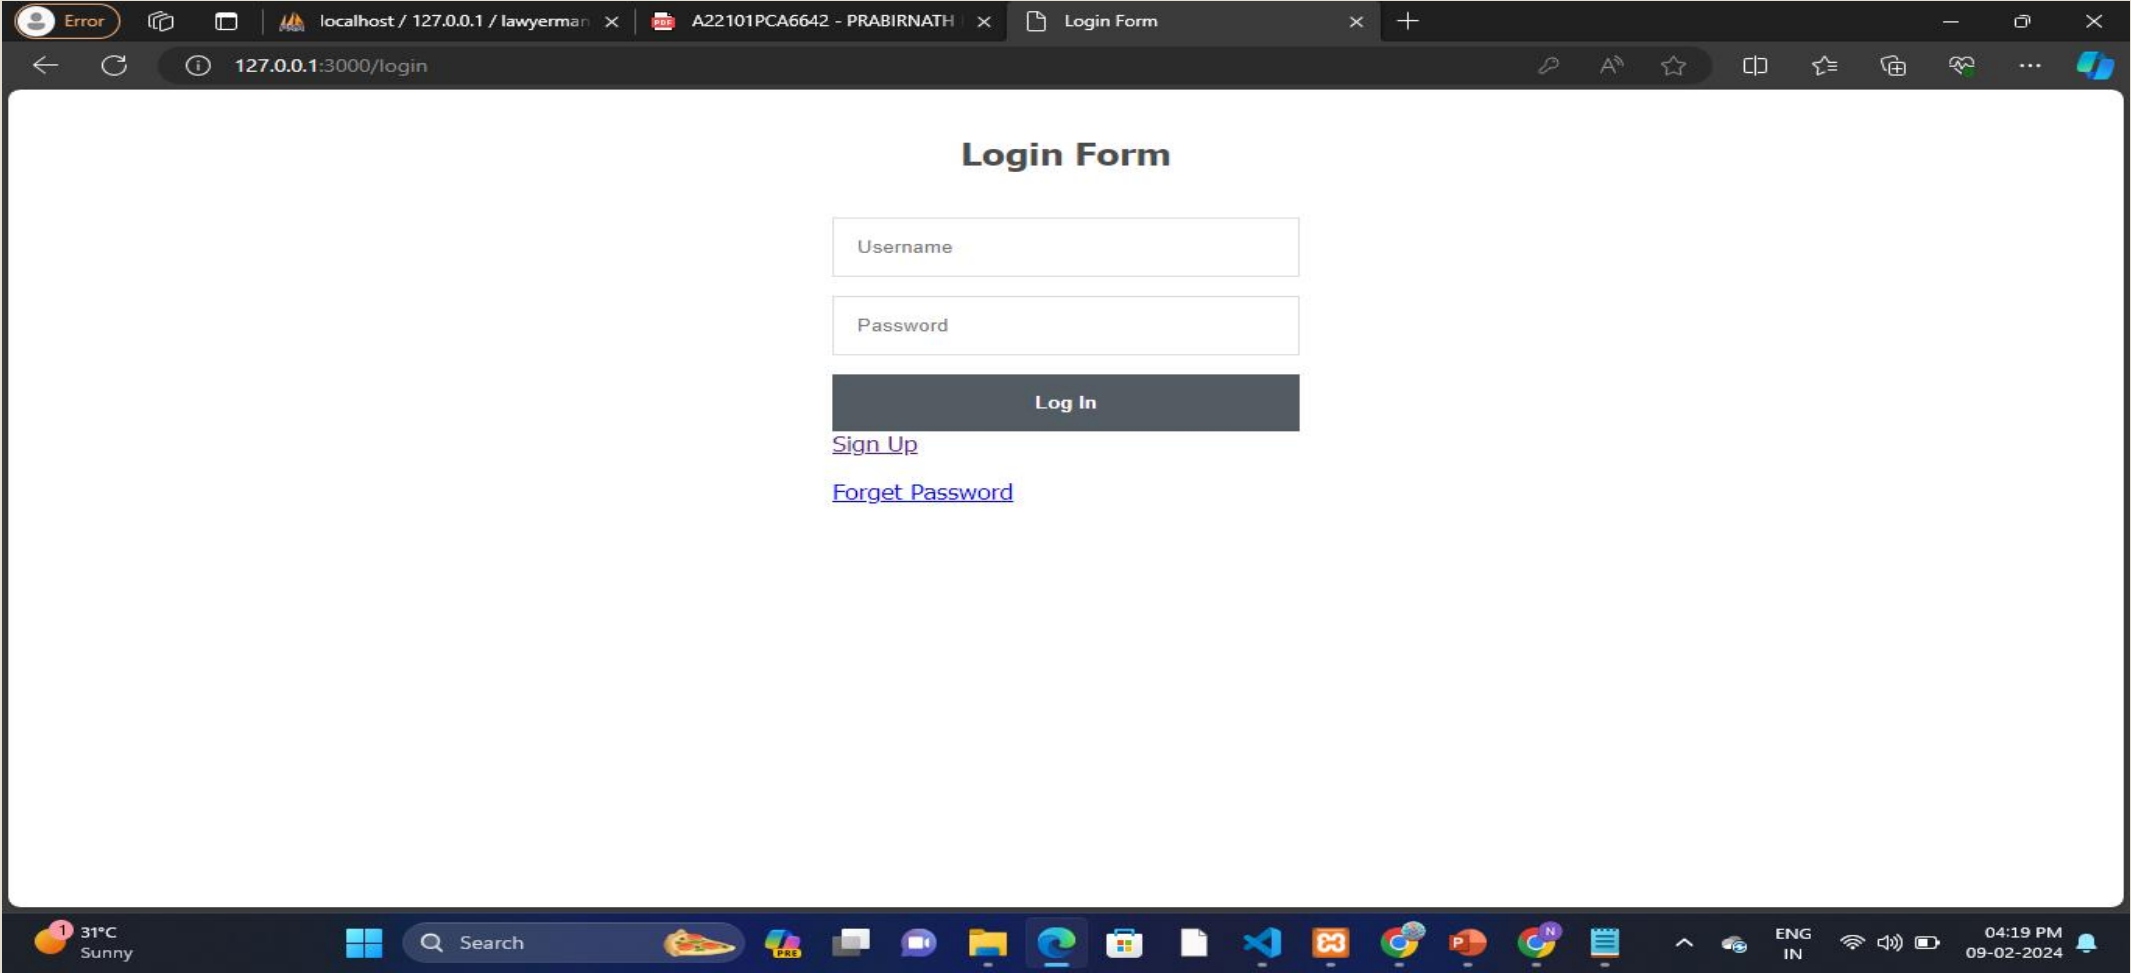 Error
localhost / 127.0.0.1 / lawyerman
A22101PCA6642 - PRABIRNATH
Login Form
127.0.0.1:3000/login
Login Form
Username
Password
Log In
Sign Up
Forget Password
1
31°C
Sunny
Search
PRE
N
ENG
IN
04:19 PM
09-02-2024